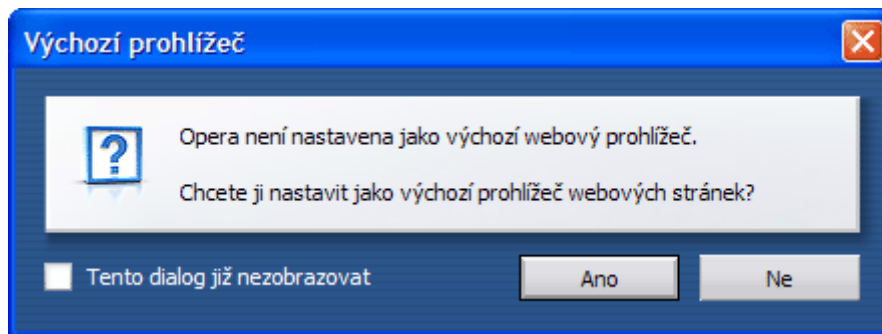 Výchozí prohlížeč
Opera není nastavena jako výchozí webový prohlížeč.
Chcete ji nastavit jako výchozí prohlížeč webových stránek?
Tento dialog již nezobrazovat
Ano
Ne